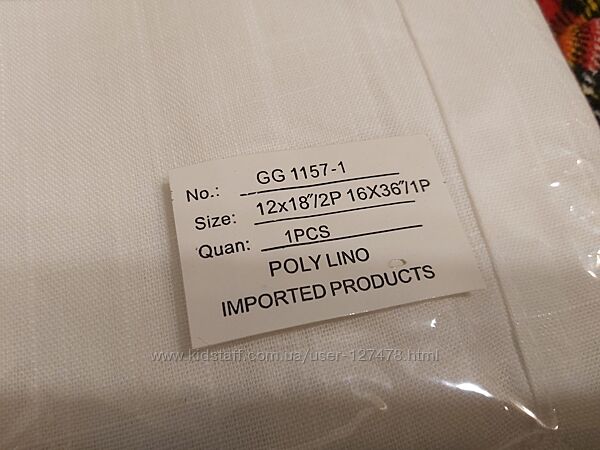 No.: GG 1157-1
Size: 12x18"/2P 16X36"/1P
Quan: 1PCS
POLY LINO
IMPORTED PRODUCTS
www.kidstaff.com.ua/user-127478.html